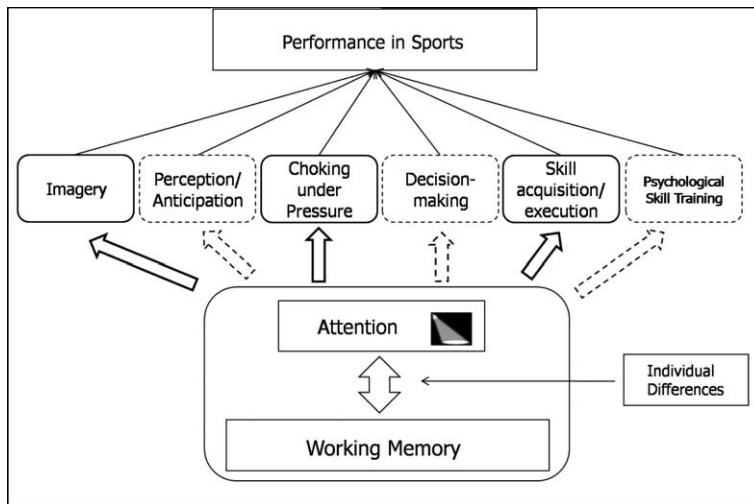 Performance in Sports
Imagery
Perception/
Anticipation
Choking
under
Pressure
Decision-
making
Skill
acquisition/
execution
Psychological
Skill Training
Attention
Individual
Differences
Working Memory